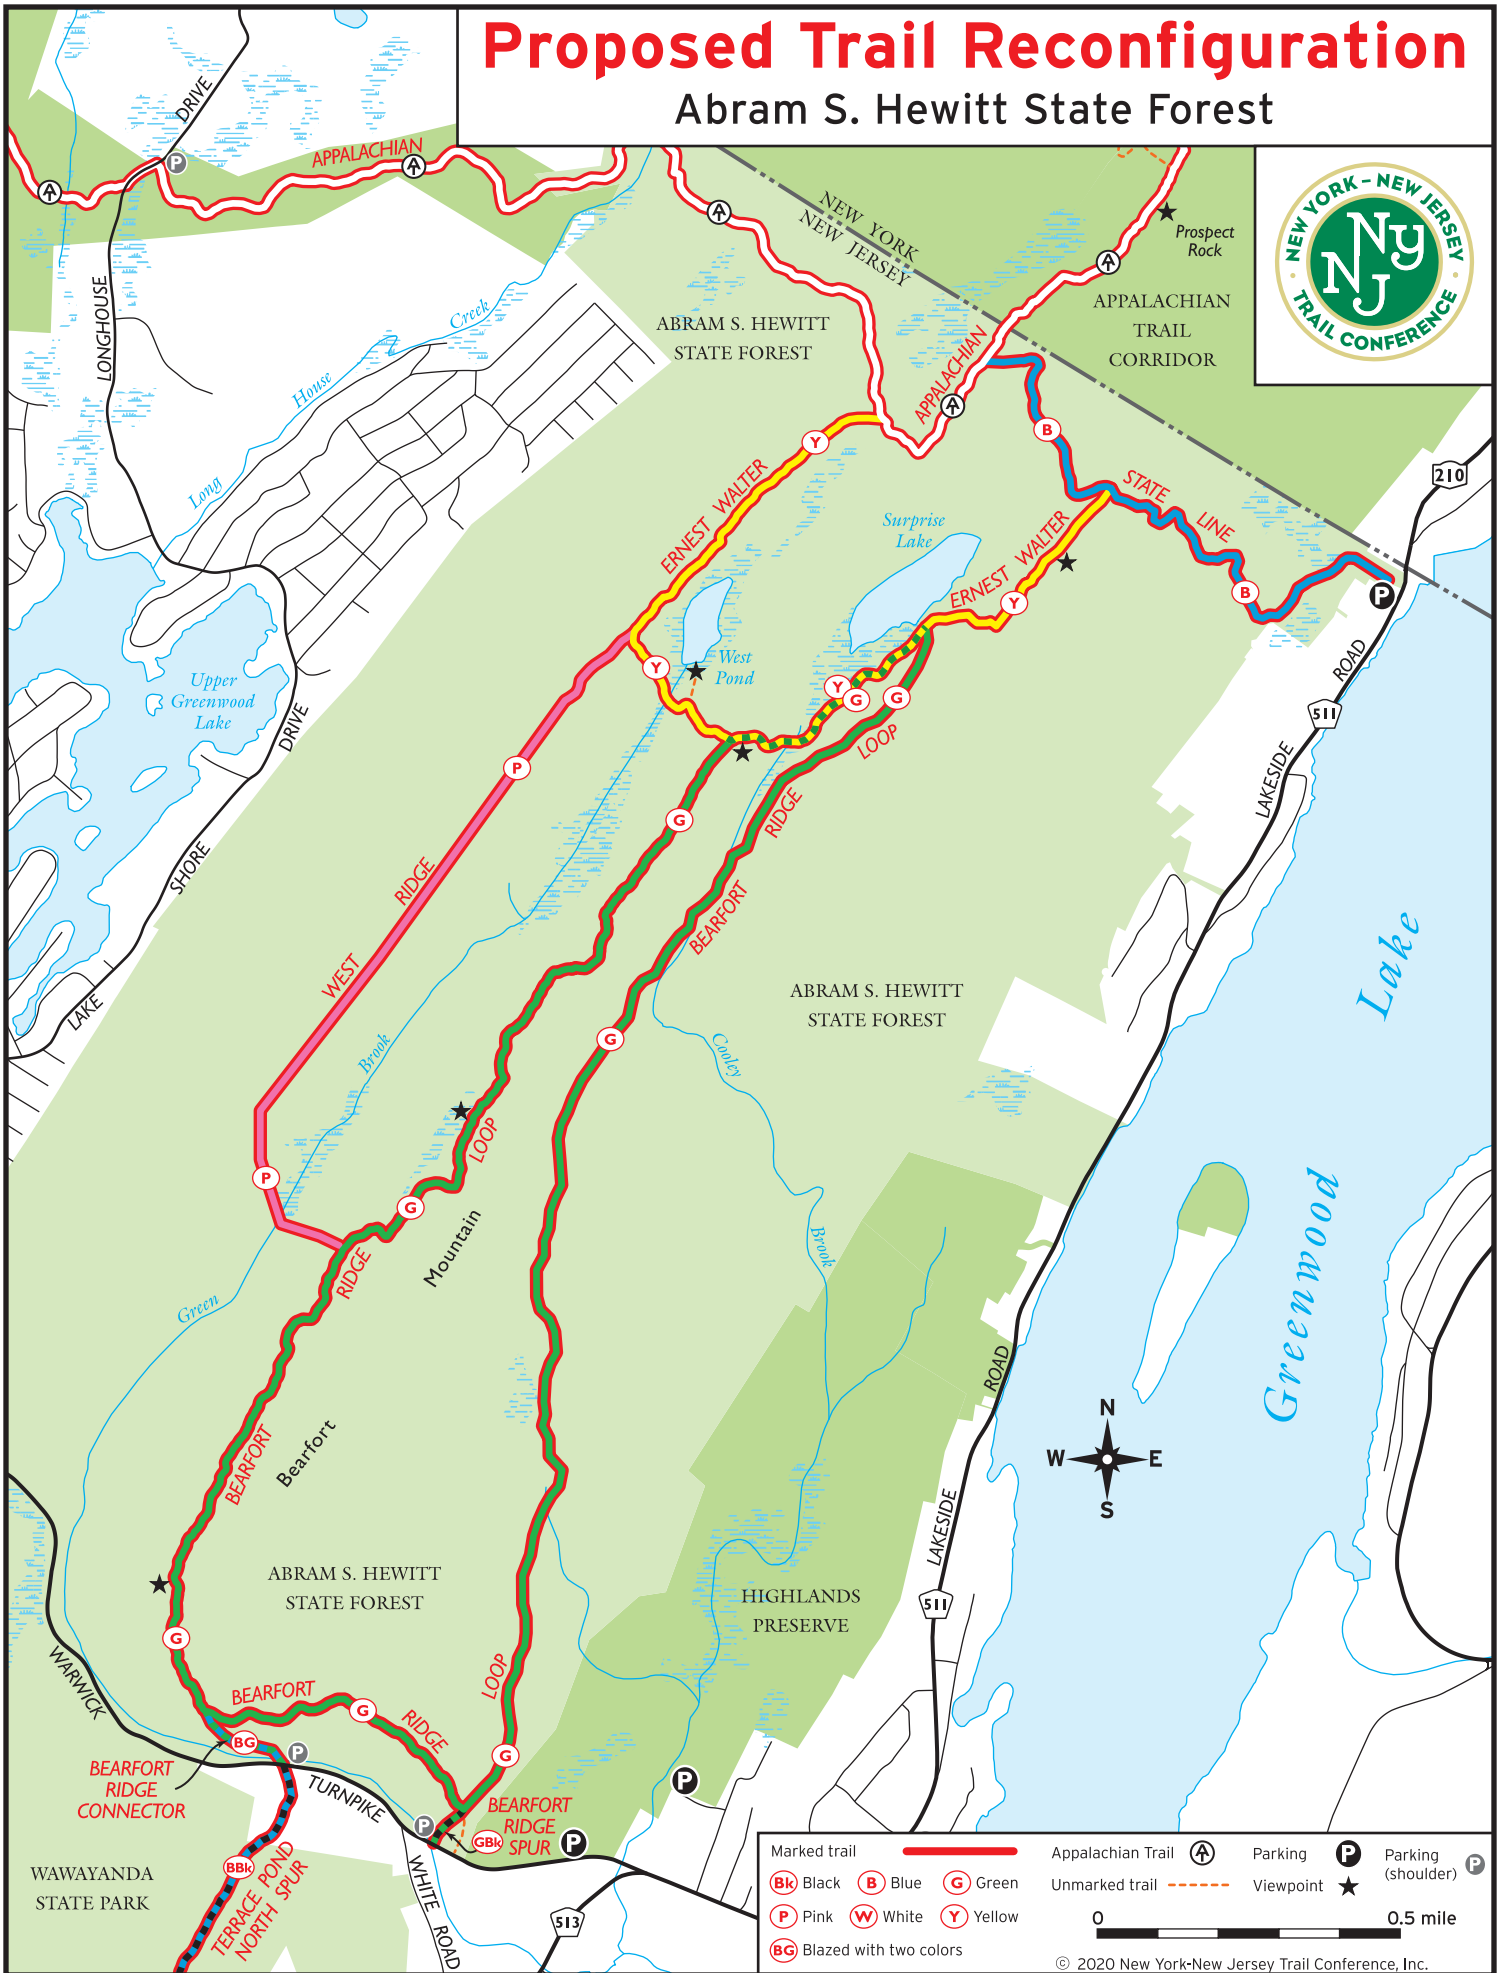 Proposed Trail Reconfiguration
Abram S. Hewitt State Forest
NEW YORK – NEW JERSEY
NY
NJ
TRAIL CONFERENCE
DRIVE
P
APPALACHIAN
NEW YORK
NEW JERSEY
Prospect
Rock
LONGHOUSE
ABRAM S. HEWITT
STATE FOREST
APPALACHIAN
TRAIL
CORRIDOR
Long
House
Creek
APPALACHIAN
B
Y
210
ERNEST WALTER
STATE
LINE
Surprise
Lake
ERNEST WALTER
Y
B
P
ROAD
511
LAKESIDE
Upper
Greenwood
Lake
DRIVE
SHORE
LAKE
Y
West
Pond
Y
G
G
LOOP
P
G
RIDGE
RIDGE
BEARFORT
WEST
Lake
ABRAM S. HEWITT
STATE FOREST
G
Brook
Cooley
LOOP
P
G
Mountain
Brook
Greenwood
RIDGE
Green
ROAD
N
W
E
S
BEARFORT
Bearfort
LAKESIDE
ABRAM S. HEWITT
STATE FOREST
HIGHLANDS
PRESERVE
511
G
WARWICK
LOOP
BEARFORT
G
RIDGE
BG
P
G
BEARFORT
RIDGE
CONNECTOR
TURNPIKE
P
BEARFORT
RIDGE
SPUR
GBk
P
P
WAWAYANDA
STATE PARK
BBk
TERRACE POND
NORTH SPUR
WHITE ROAD
513
Marked trail
Appalachian Trail
Parking
P
Parking
(shoulder)
P
Bk Black
B Blue
G Green
Unmarked trail
Viewpoint
P Pink
W White
Y Yellow
0
0.5 mile
BG Blazed with two colors
© 2020 New York-New Jersey Trail Conference, Inc.